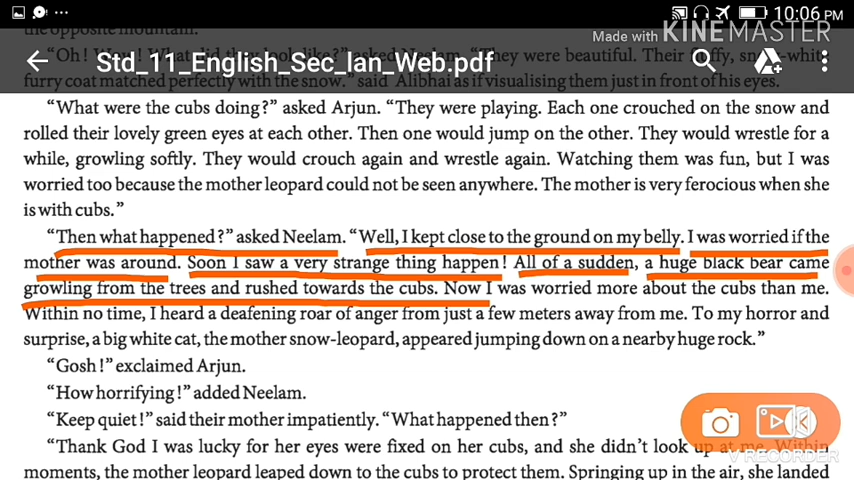 10:06 PM
Made with KINEMASTER
the opposite mountain.
Std_11_English_Sec_lan_Web.pdf
"Oh! Wow! What did they look like?" asked Neelam. "They were beautiful. Their fluffy, snow-white
furry coat matched perfectly with the snow." said Alibhai as if visualising them just in front of his eyes.
"What were the cubs doing?" asked Arjun. "They were playing. Each one crouched on the snow and
rolled their lovely green eyes at each other. Then one would jump on the other. They would wrestle for a
while, growling softly. They would crouch again and wrestle again. Watching them was fun, but I was
worried too because the mother leopard could not be seen anywhere. The mother is very ferocious when she
is with cubs."
"Then what happened?" asked Neelam. "Well, I kept close to the ground on my belly. I was worried if the
mother was around. Soon I saw a very strange thing happen! All of a sudden, a huge black bear came
growling from the trees and rushed towards the cubs. Now I was worried more about the cubs than me.
Within no time, I heard a deafening roar of anger from just a few meters away from me. To my horror and
surprise, a big white cat, the mother snow-leopard, appeared jumping down on a nearby huge rock."
"Gosh!" exclaimed Arjun.
"How horrifying!" added Neelam.
"Keep quiet!" said their mother impatiently. "What happened then?"
"Thank God I was lucky for her eyes were fixed on her cubs, and she didn't look up at me. Within
moments, the mother leopard leaped down to the cubs to protect them. Springing up in the air, she landed
V RECORDER